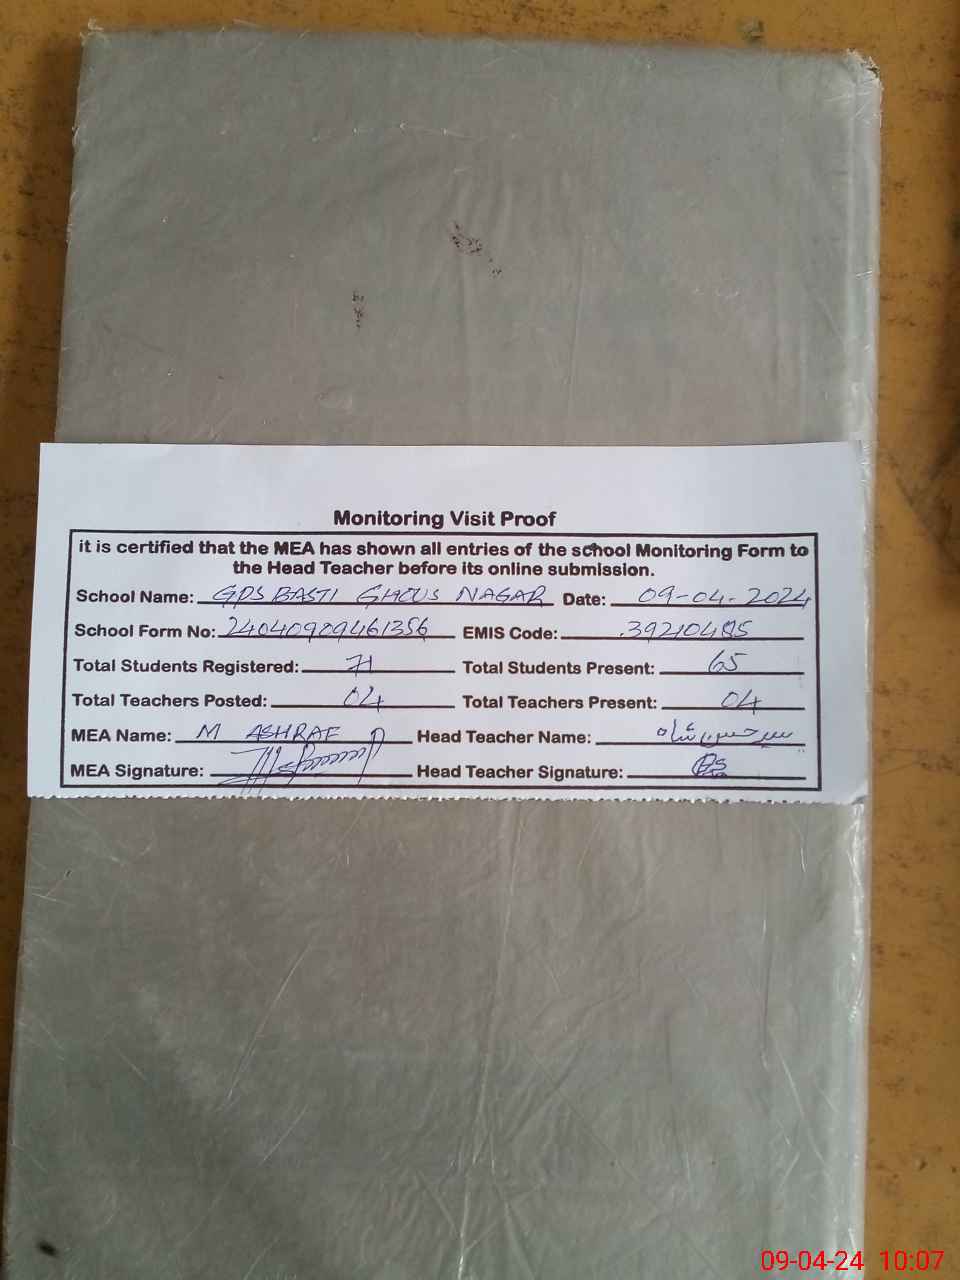 Monitoring Visit Proof
it is certified that the MEA has shown all entries of the school Monitoring Form to
the Head Teacher before its online submission.
School Name: GPS BASTI GHOUS NAGAR Date: 09-04-2024
School Form No: 24040909461356 EMIS Code: 39210485
Total Students Registered: 71 Total Students Present: 65
Total Teachers Posted: 04 Total Teachers Present: 04
MEA Name: M ASHRAF Head Teacher Name: سید حسن شاہ
MEA Signature: Head Teacher Signature:
09-04-24 10:07